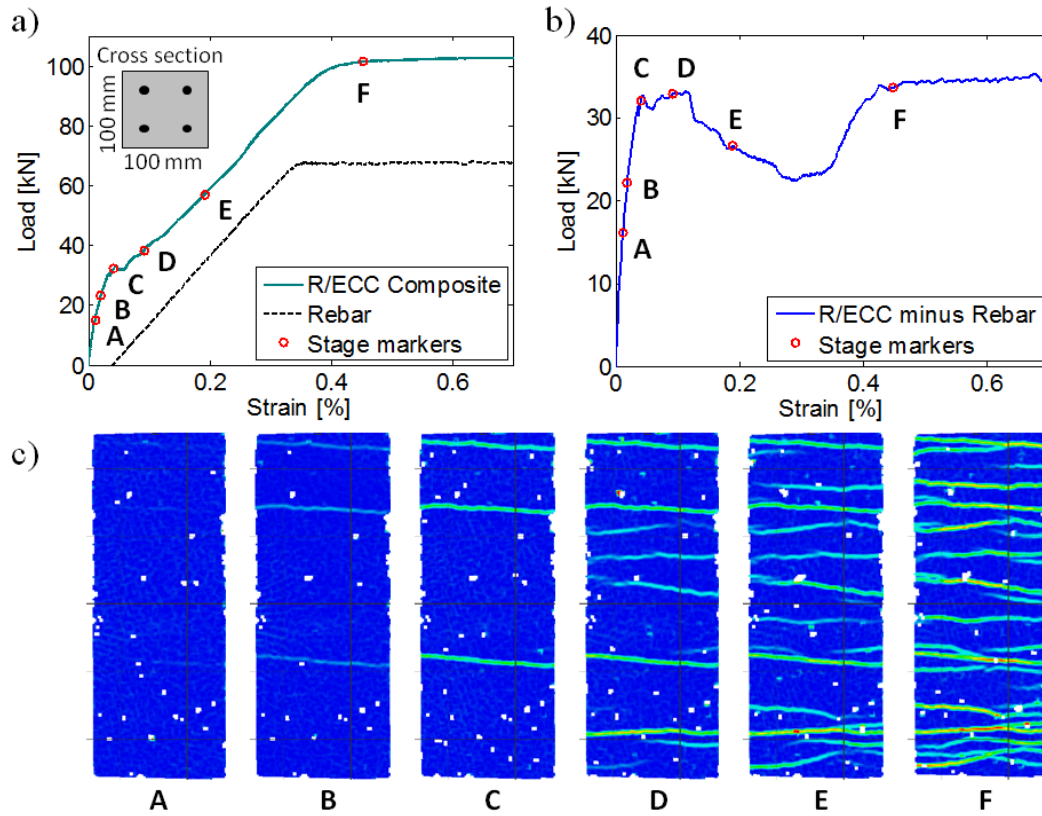 a)
100
80
60
40
20
0
Load [kN]
Cross section
100 mm
100 mm
A
B
C
D
E
F
R/ECC Composite
Rebar
Stage markers
0 0.2 0.4 0.6
Strain [%]
b)
40
30
20
10
0
Load [kN]
A
B
C
D
E
F
R/ECC minus Rebar
Stage markers
0 0.2 0.4 0.6
Strain [%]
c)
A B C D E F